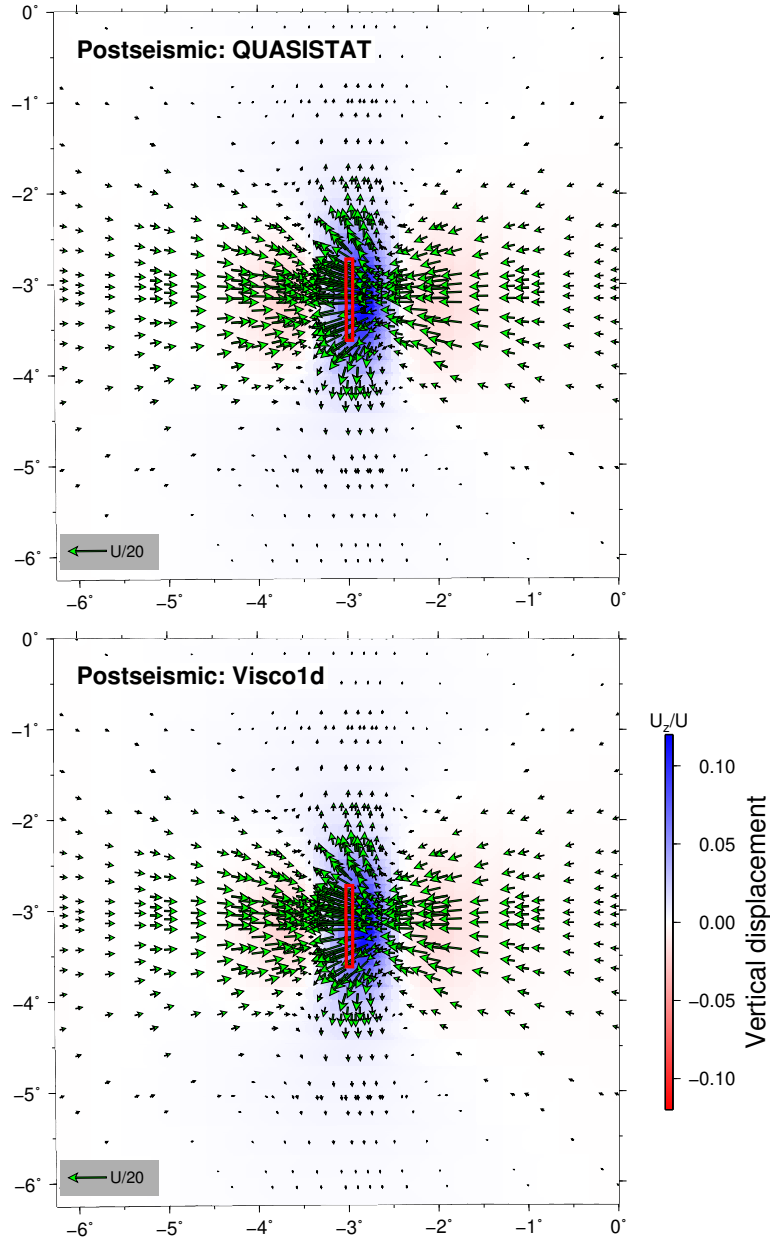 0°
Postseismic: QUASISTAT
−1°
−2°
−3°
−4°
−5°
−6°
U/20
−6° −5° −4° −3° −2° −1° 0°
0°
Postseismic: Visco1d
−1°
−2°
−3°
−4°
−5°
−6°
U/20
−6° −5° −4° −3° −2° −1° 0°
Uz/U
0.10
0.05
0.00
−0.05
−0.10
Vertical displacement